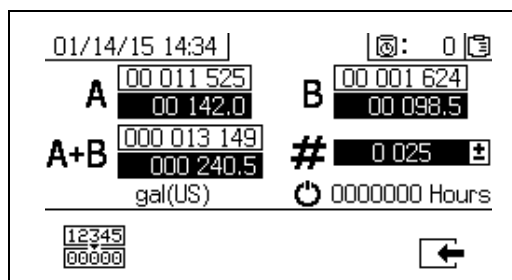 01/14/15 14:34 : 0
A 00 011 525 B 00 001 624
00 142.0 00 098.5
A+B 000 013 149 # 0 025 ±
000 240.5
gal(US) 0000000 Hours
12345
00000